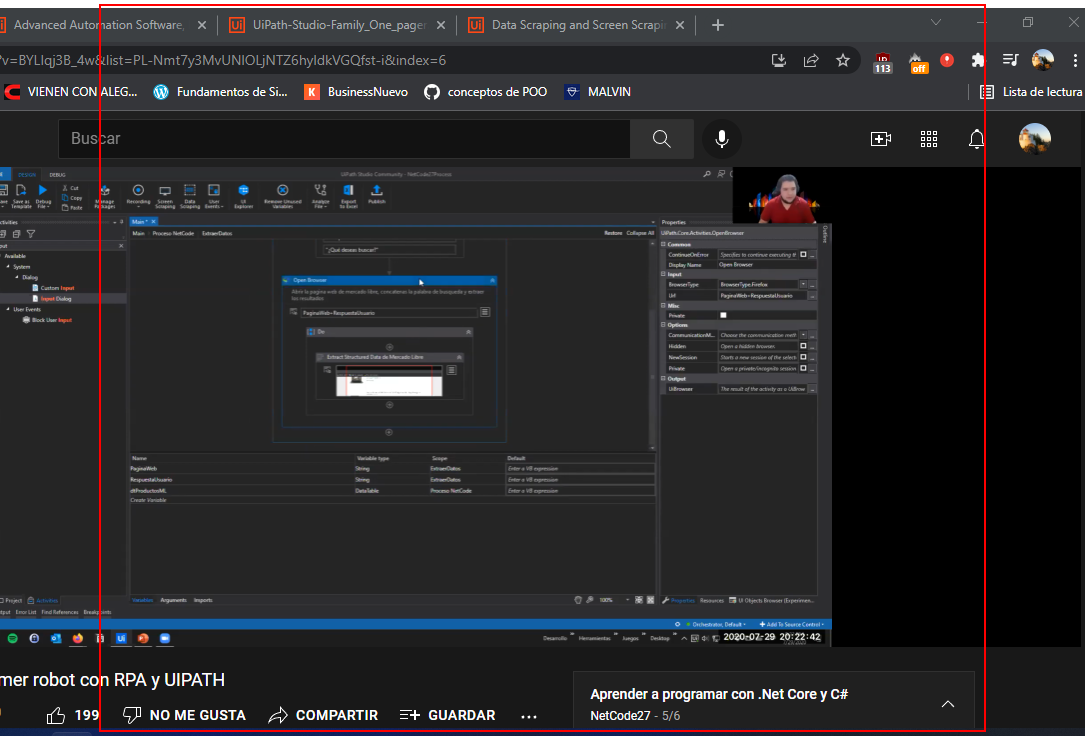 Advanced Automation Software,
UiPath-Studio-Family_One_pager
Data Scraping and Screen Scrapi
?v=BYLIqj3B_4w&list=PL-Nmt7y3MvUNIOLjNTZ6hyIdkVGQfst-i&index=6
113
off
VIENEN CON ALEG...
Fundamentos de Si...
BusinessNuevo
conceptos de POO
MALVIN
Lista de lectura
Buscar
DESIGN
DEBUG
UiPath Studio Community - NetCodeCTProcess
Save as Template
Debug File
Cut
Copy
Paste
Manage Packages
Recording
Screen Scraping
Data Scraping
User Events
UI Explorer
Remove Unused Variables
Analyze File
Export to Excel
Publish
Main
Main
Proceso NetCode
ExtraerDatos
Restore
Collapse All
Available
System
Dialog
Custom Input
Input Dialog
User Events
Block User Input
"¿Qué deseas buscar?"
Open Browser
Abrir la pagina web de mercado libre, concatenar la palabra de busqueda y extraer los resultados
PaginaWeb+RespuestaUsuario
Do
Extract Structured Data de Mercado Libre
Properties
UiPath.Core.Activities.OpenBrowser
Outline
Common
ContinueOnError
Specifies to continue executing t
Display Name
Open Browser
Input
BrowserType
BrowserType.Firefox
Url
PaginaWeb+RespuestaUsuario
Misc
Private
Options
CommunicationM...
Choose the communication meth
Hidden
Open a hidden browser.
NewSession
Starts a new session of the select
Private
Open a private/incognito session
Output
UiBrowser
The result of the activity as a UiBrow
Name
Variable type
Scope
Default
PaginaWeb
String
ExtraerDatos
Enter a VB expression
RespuestaUsuario
String
ExtraerDatos
Enter a VB expression
dtProductosML
DataTable
Proceso NetCode
Enter a VB expression
Create Variable
Project
Activities
Variables
Arguments
Imports
100%
Properties
Resources
UI Objects Browser (Experimen...
Error List
Find References
Breakpoints
Orchestrator, Default
Add To Source Control
Desarrollo
Herramientas
Juegos
Desktop
2020-07-29 20:22:42
mer robot con RPA y UIPATH
199
NO ME GUSTA
COMPARTIR
GUARDAR
Aprender a programar con .Net Core y C#
NetCode27 - 5/6